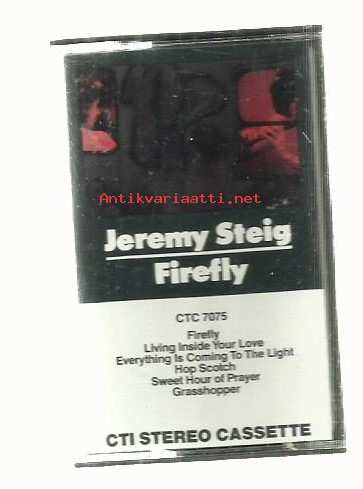 Antikvariaatti.net
Jeremy Steig
Firefly
CTC 7075
Firefly
Living Inside Your Love
Everything Is Coming To The Light
Hop Scotch
Sweet Hour of Prayer
Grasshopper
CTI STEREO CASSETTE